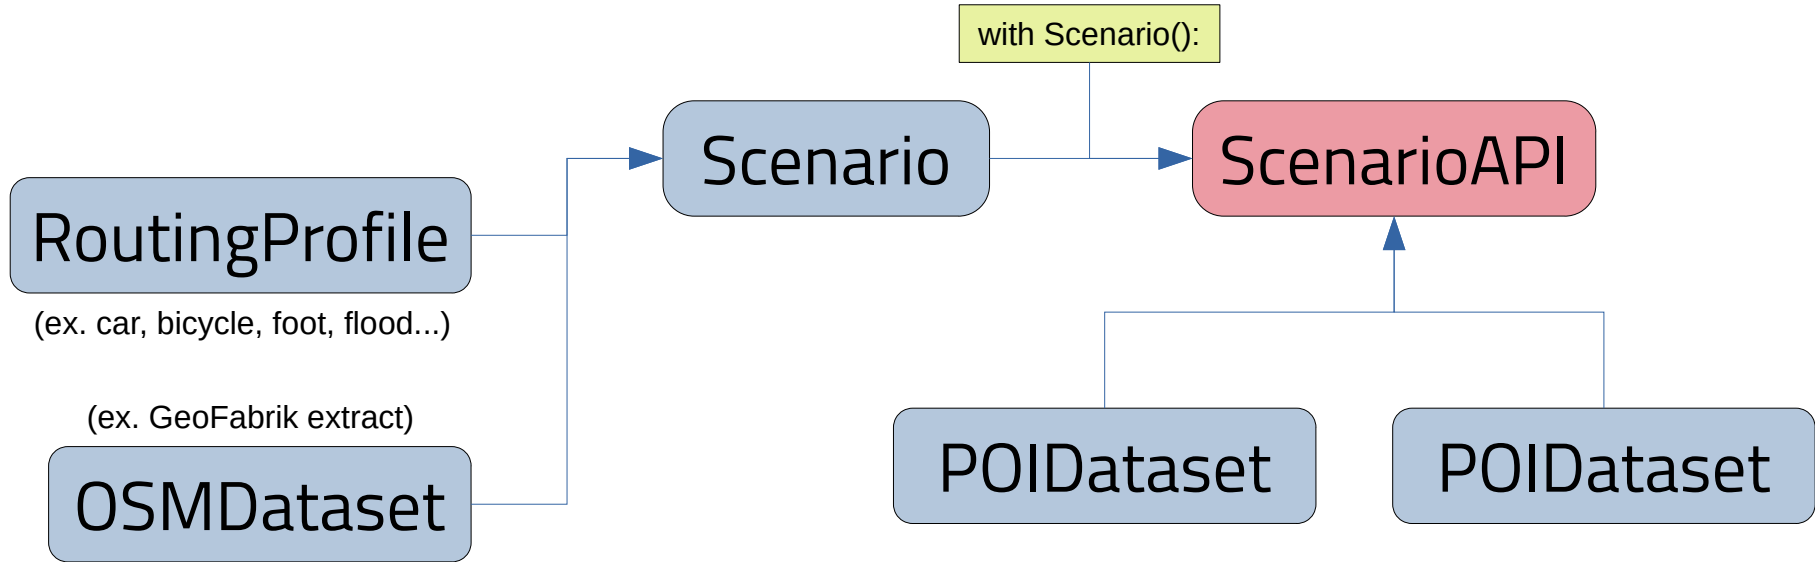 with Scenario():
Scenario
ScenarioAPI
RoutingProfile
(ex. car, bicycle, foot, flood...)
(ex. GeoFabrik extract)
OSMDataset
POIDataset
POIDataset